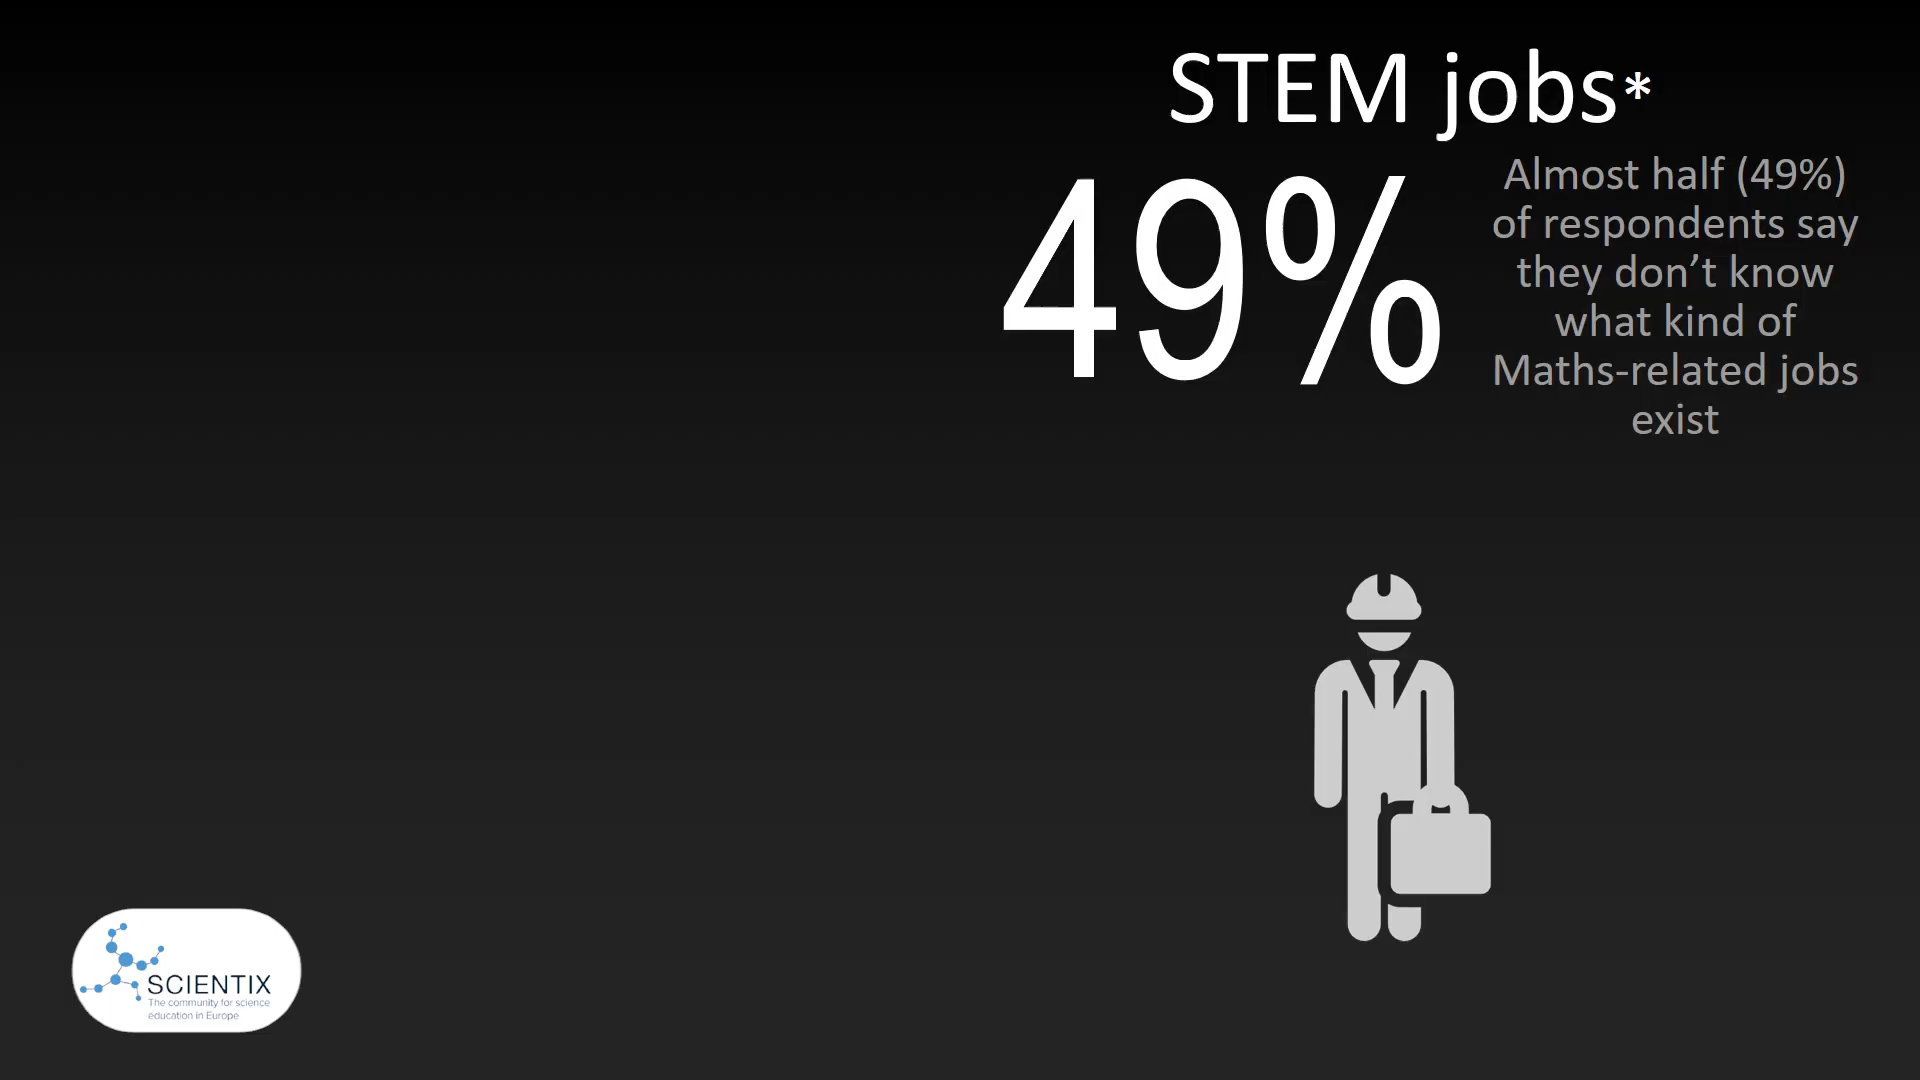 STEM jobs*
49%
Almost half (49%)
of respondents say
they don’t know
what kind of
Maths-related jobs
exist
SCIENTIX
The community for science
education in Europe